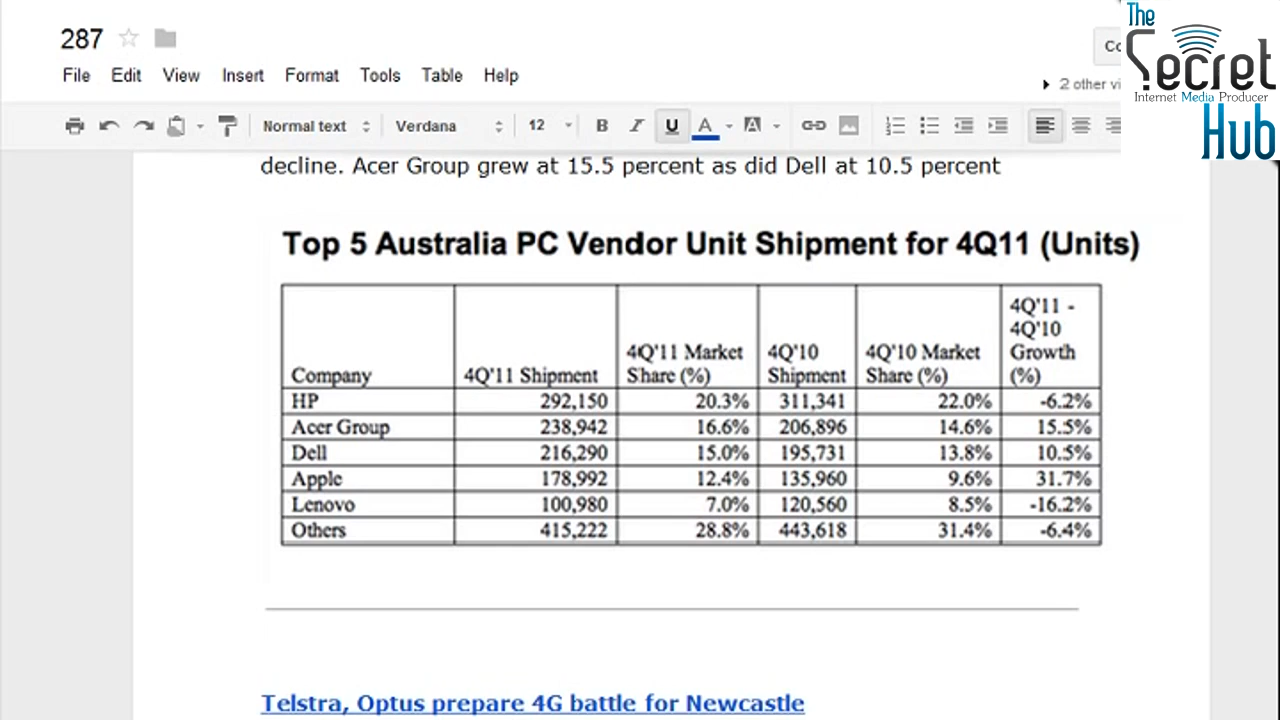 The
Secret
Internet Media Producer
Hub
287
File Edit View Insert Format Tools Table Help
2 other vi
Normal text Verdana 12 B I U A A
decline. Acer Group grew at 15.5 percent as did Dell at 10.5 percent
Top 5 Australia PC Vendor Unit Shipment for 4Q11 (Units)
Company 4Q'11 Shipment 4Q'11 Market Share (%) 4Q'10 Shipment 4Q'10 Market Share (%) 4Q'11 - 4Q'10 Growth (%)
HP 292,150 20.3% 311,341 22.0% -6.2%
Acer Group 238,942 16.6% 206,896 14.6% 15.5%
Dell 216,290 15.0% 195,731 13.8% 10.5%
Apple 178,992 12.4% 135,960 9.6% 31.7%
Lenovo 100,980 7.0% 120,560 8.5% -16.2%
Others 415,222 28.8% 443,618 31.4% -6.4%
Telstra, Optus prepare 4G battle for Newcastle